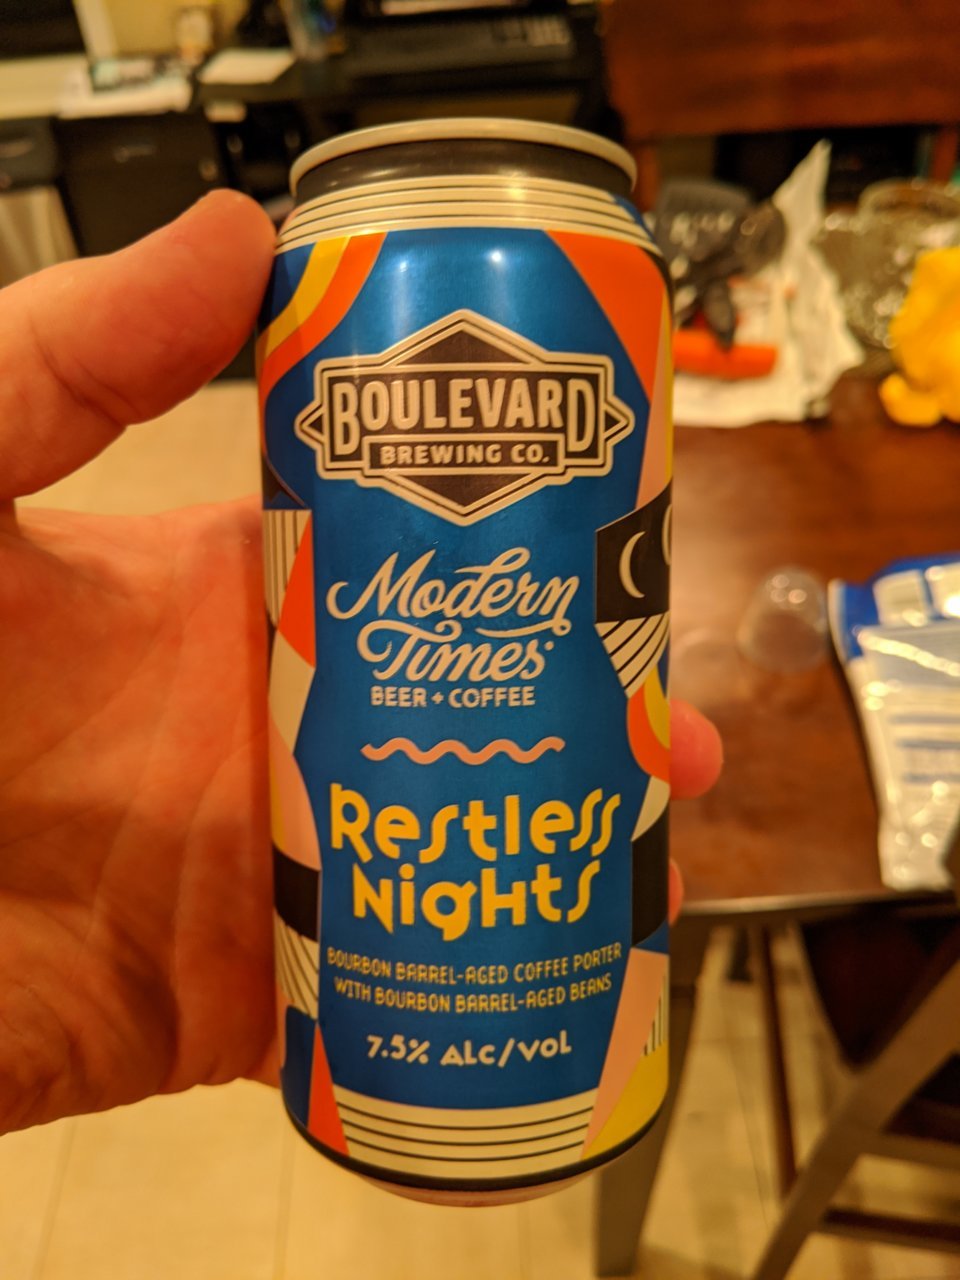 BOULEVARD
BREWING CO.
Modern
Times
BEER + COFFEE
Restless
Nights
BOURBON BARREL-AGED COFFEE PORTER
WITH BOURBON BARREL-AGED BEANS
7.5% ALC/VOL